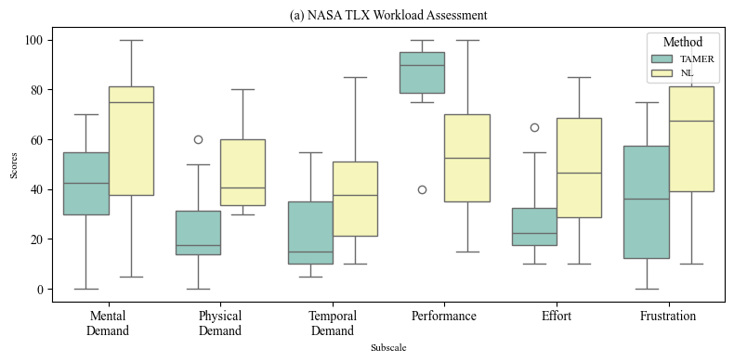 (a) NASA TLX Workload Assessment
Method
TAMER
NL
100
80
60
40
20
0
Scores
Mental
Demand
Physical
Demand
Temporal
Demand
Performance
Effort
Frustration
Subscale